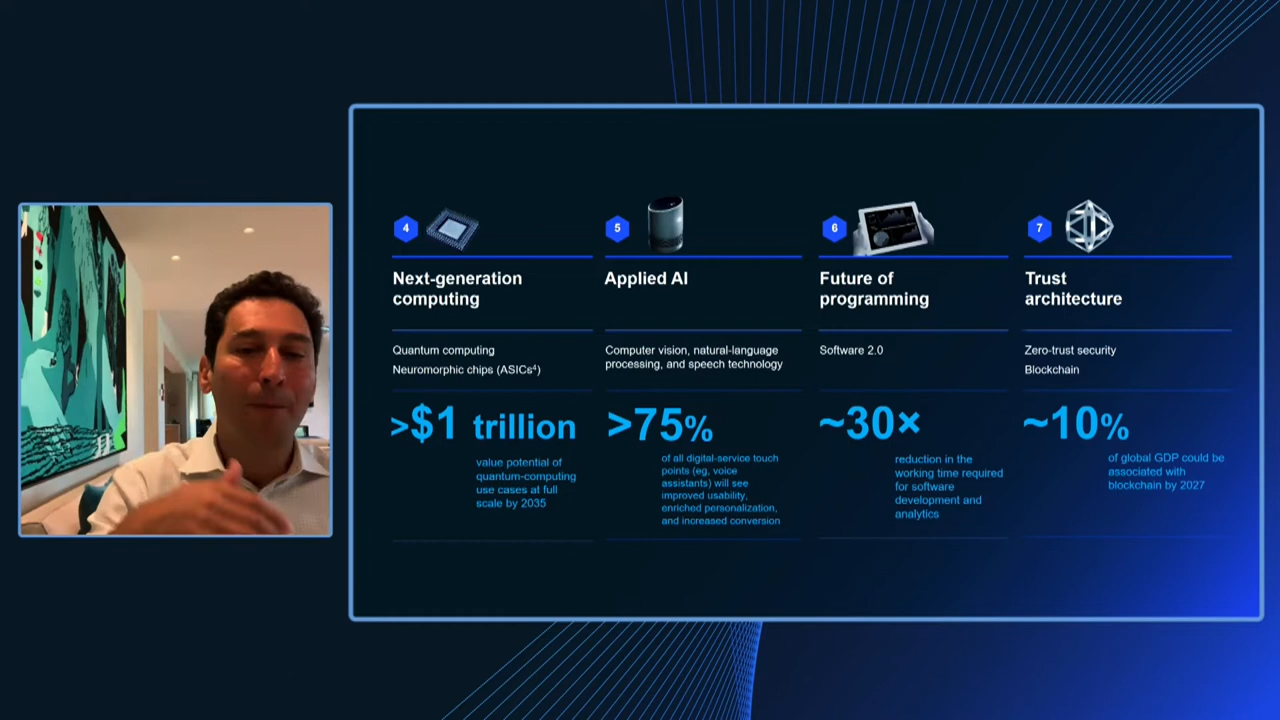 4
Next-generation
computing
Quantum computing
Neuromorphic chips (ASICs⁴)
>$1 trillion
value potential of
quantum-computing
use cases at full
scale by 2035
5
Applied AI
Computer vision, natural-language
processing, and speech technology
>75%
of all digital-service touch
points (eg, voice
assistants) will see
improved usability,
enriched personalization,
and increased conversion
6
Future of
programming
Software 2.0
~30×
reduction in the
working time required
for software
development and
analytics
7
Trust
architecture
Zero-trust security
Blockchain
~10%
of global GDP could be
associated with
blockchain by 2027